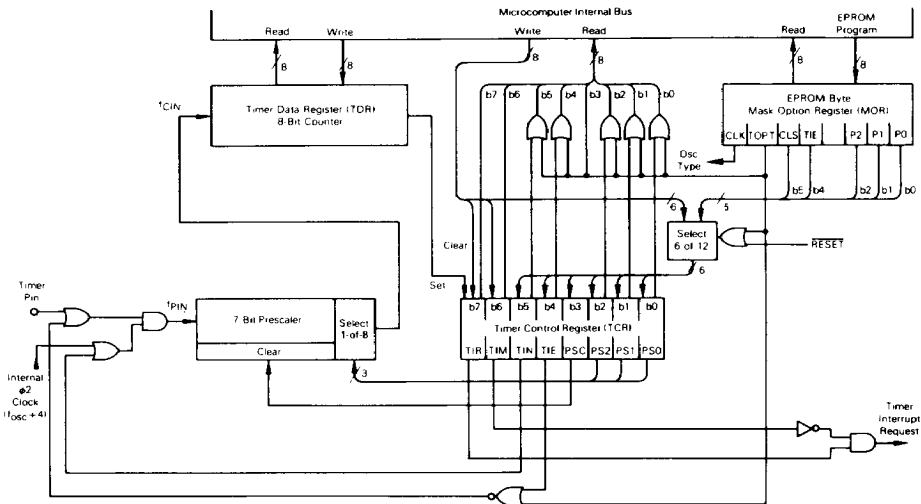 Microcomputer Internal Bus
Read
Write
Write
Read
Read
EPROM
Program
8
8
8
8
8
8
Timer Data Register (TDR)
8-Bit Counter
fCIN
b7
b6
b5
b4
b3
b2
b1
b0
EPROM Byte
Mask Option Register (MOR)
CLK
TOPT
CLS
TIE
P2
P1
P0
Osc
Type
b5
b4
b2
b1
b0
6
5
Select
6 of 12
RESET
6
Clear
Set
Timer
Pin
fPIN
7 Bit Prescaler
Select
1-of-8
Clear
3
Internal
φ2
Clock
(fOSC ÷ 4)
b7
b6
b5
b4
b3
b2
b1
b0
Timer Control Register (TCR)
TIR
TIM
TIN
TIE
PSC
PS2
PS1
PS0
Timer
Interrupt
Request